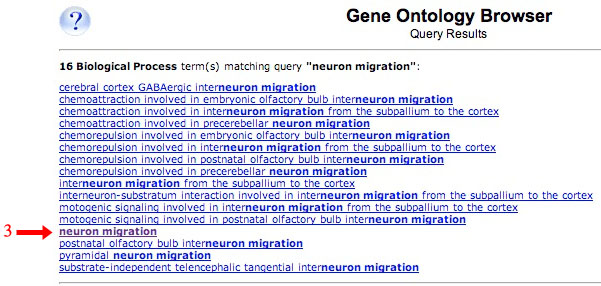 ?
Gene Ontology Browser
Query Results
16 Biological Process term(s) matching query "neuron migration":
cerebral cortex GABAergic interneuron migration
chemoattraction involved in embryonic olfactory bulb interneuron migration
chemoattraction involved in interneuron migration from the subpallium to the cortex
chemoattraction involved in precerebellar neuron migration
chemorepulsion involved in embryonic olfactory bulb interneuron migration
chemorepulsion involved in interneuron migration from the subpallium to the cortex
chemorepulsion involved in postnatal olfactory bulb interneuron migration
chemorepulsion involved in precerebellar neuron migration
interneuron migration from the subpallium to the cortex
interneuron-substratum interaction involved in interneuron migration from the subpallium to the cortex
motogenic signaling involved in interneuron migration from the subpallium to the cortex
motogenic signaling involved in postnatal olfactory bulb interneuron migration
3 neuron migration
postnatal olfactory bulb interneuron migration
pyramidal neuron migration
substrate-independent telencephalic tangential interneuron migration